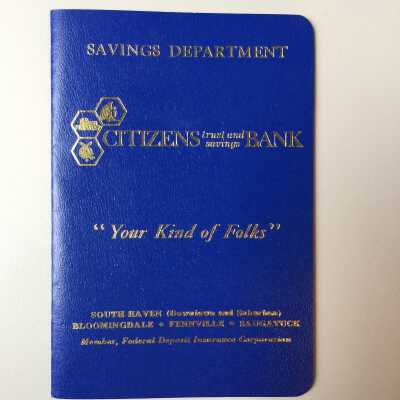 SAVINGS DEPARTMENT
CITIZENS trust and savings BANK
"Your Kind of Folks"
SOUTH HAVEN (Downtown and Suburban)
BLOOMINGDALE * FENNVILLE * SAUGATUCK
Member, Federal Deposit Insurance Corporation